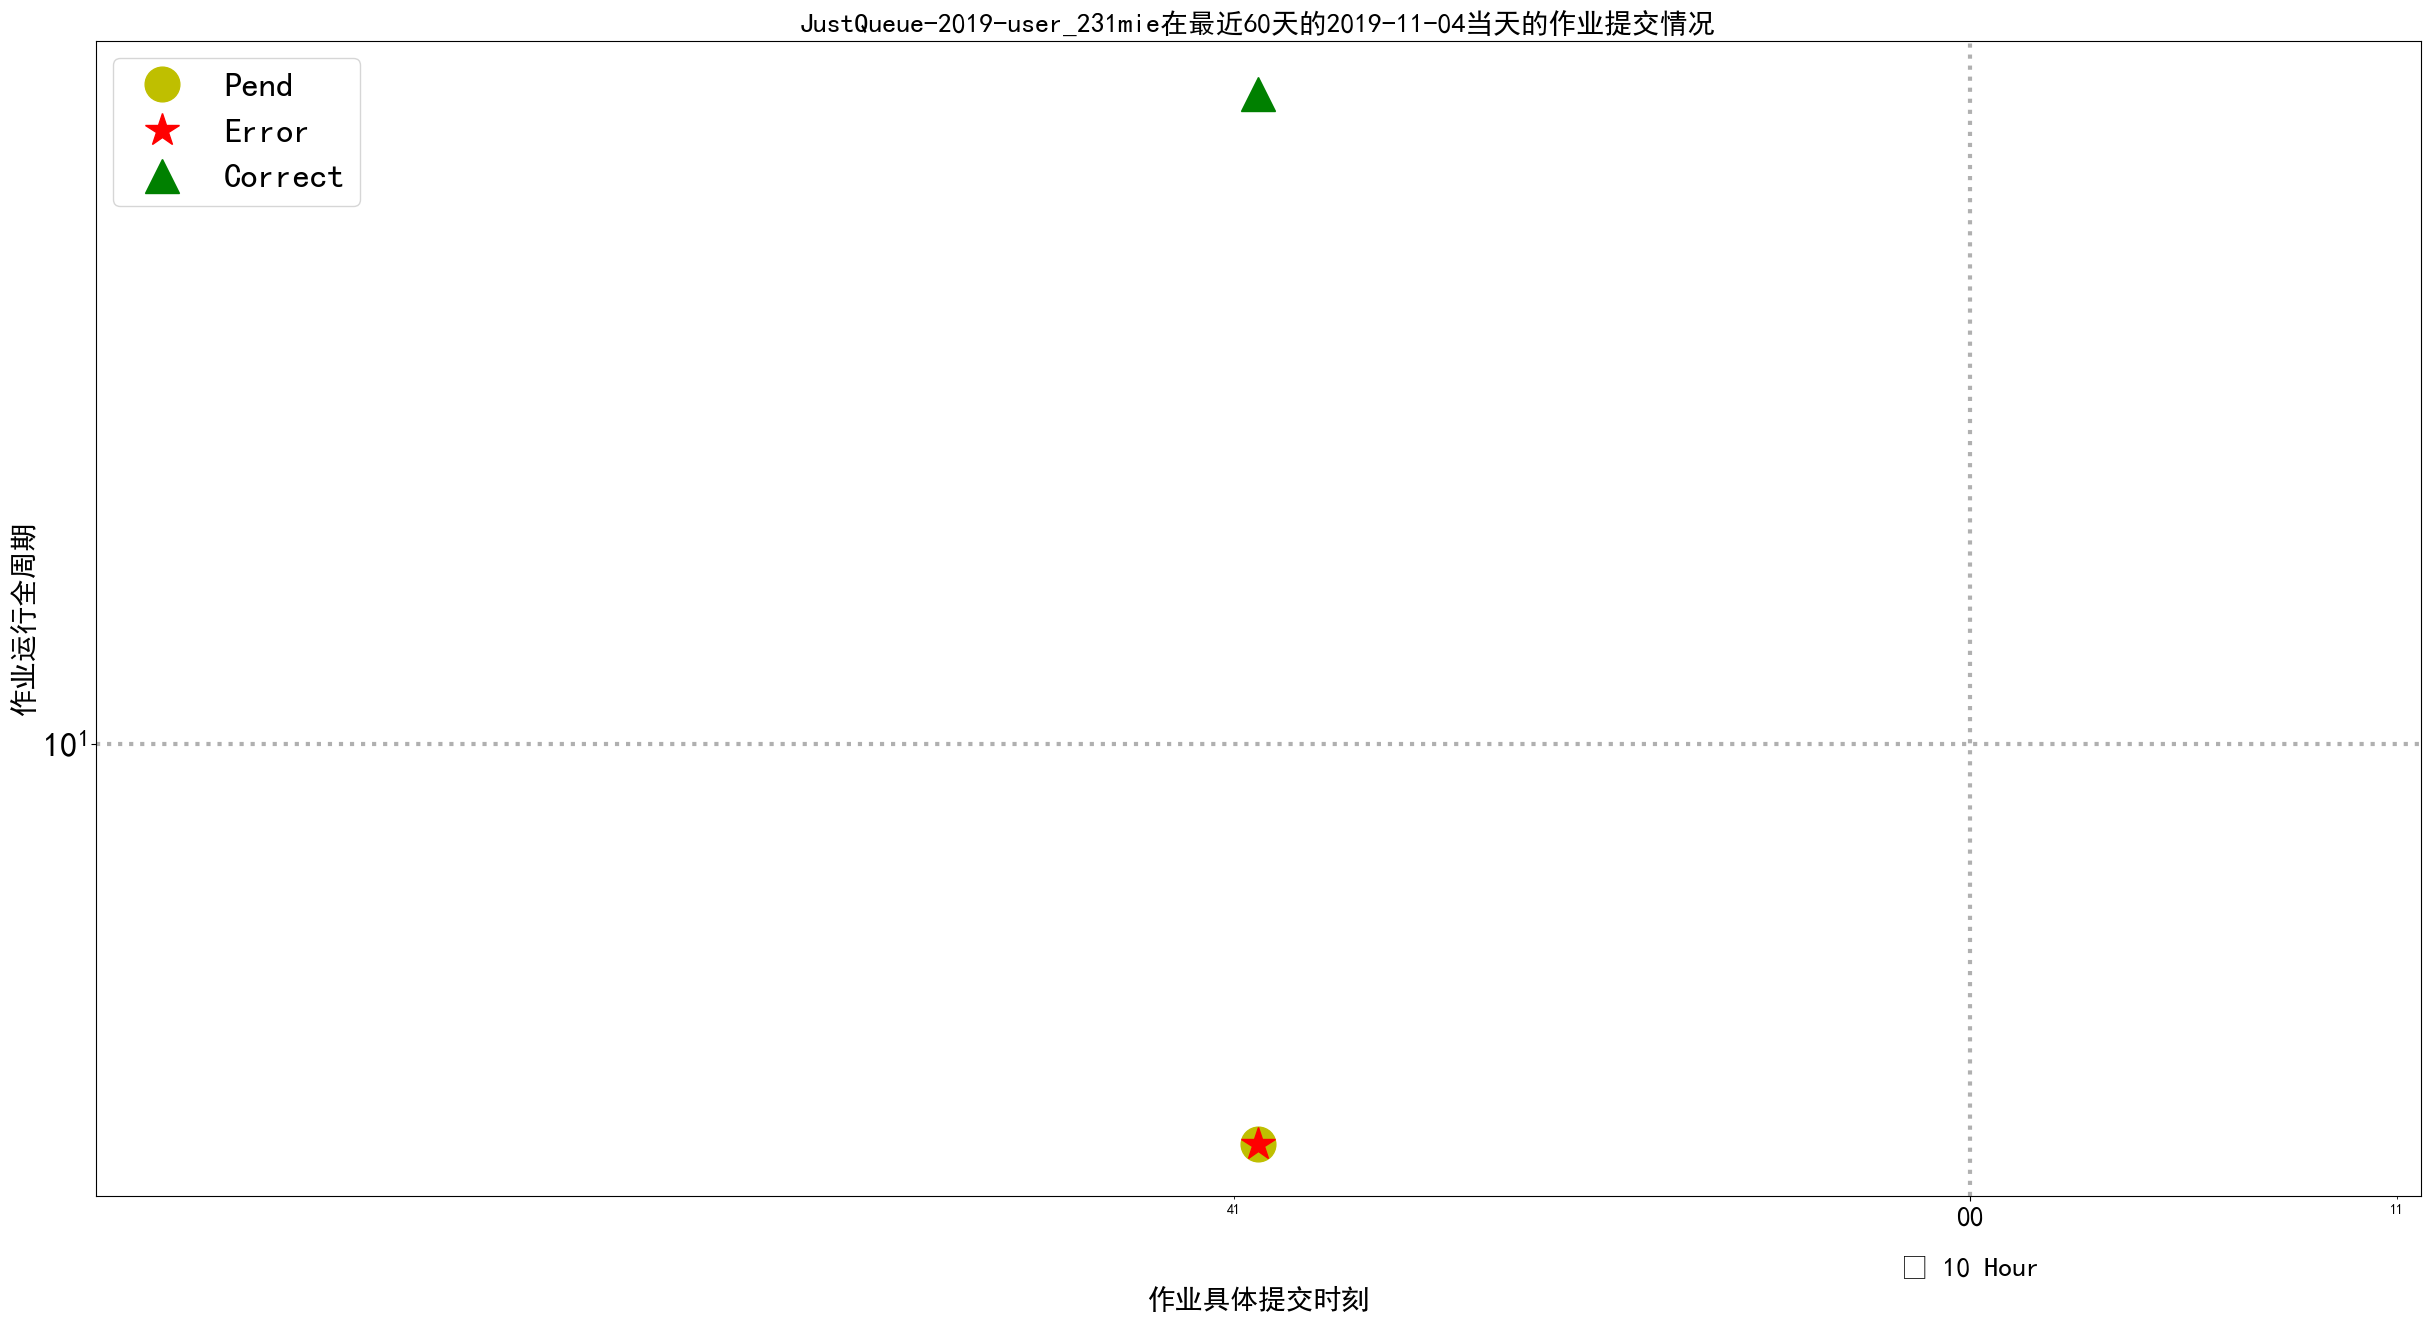 JustQueue-2019-user_231mie在最近60天的2019-11-04当天的作业提交情况
Pend
Error
Correct
作业运行全周期
10¹
41
00
11
□ 10 Hour
作业具体提交时刻